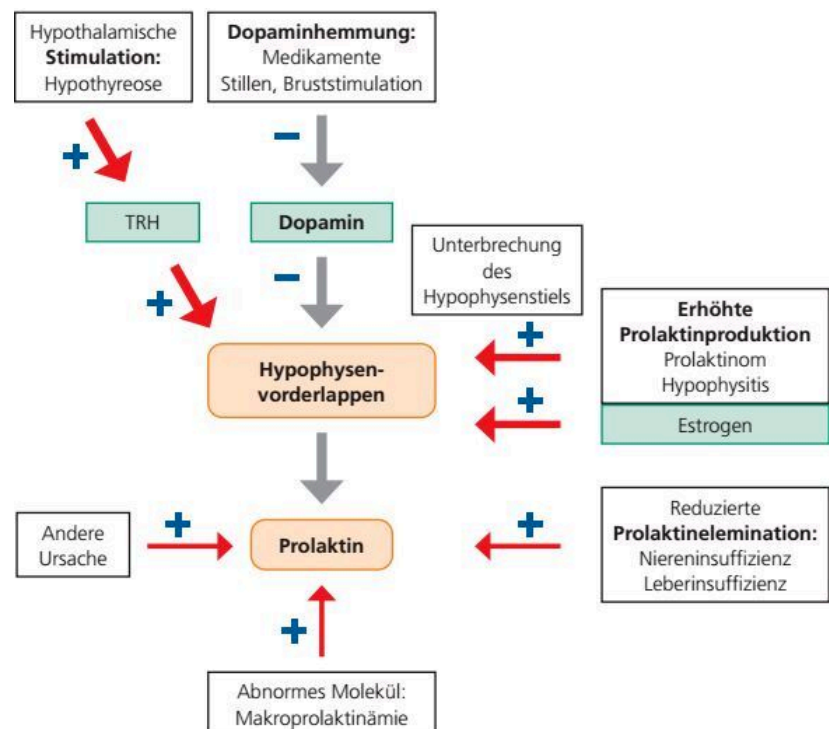 Hypothalamische
Stimulation:
Hypothyreose
Dopaminhemmung:
Medikamente
Stillen, Bruststimulation
+
−
TRH
Dopamin
Unterbrechung
des
Hypophysenstiels
+
−
Erhöhte
Prolaktinproduktion
Prolaktinom
Hypophysitis
+
Hypophysen-
vorderlappen
+
Estrogen
Andere
Ursache
+
Prolaktin
+
Reduzierte
Prolaktinelemination:
Niereninsuffizienz
Leberinsuffizienz
+
Abnormes Molekül:
Makroprolaktinämie